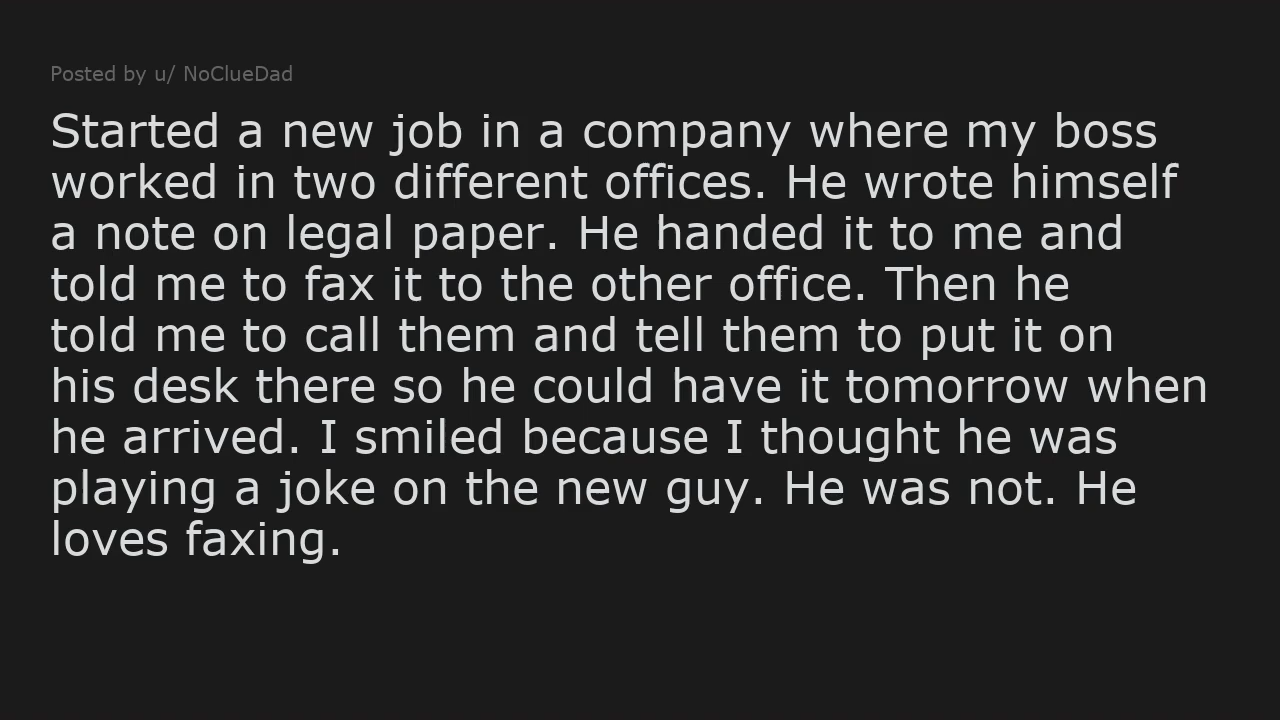 Posted by u/ NoClueDad
Started a new job in a company where my boss
worked in two different offices. He wrote himself
a note on legal paper. He handed it to me and
told me to fax it to the other office. Then he
told me to call them and tell them to put it on
his desk there so he could have it tomorrow when
he arrived. I smiled because I thought he was
playing a joke on the new guy. He was not. He
loves faxing.